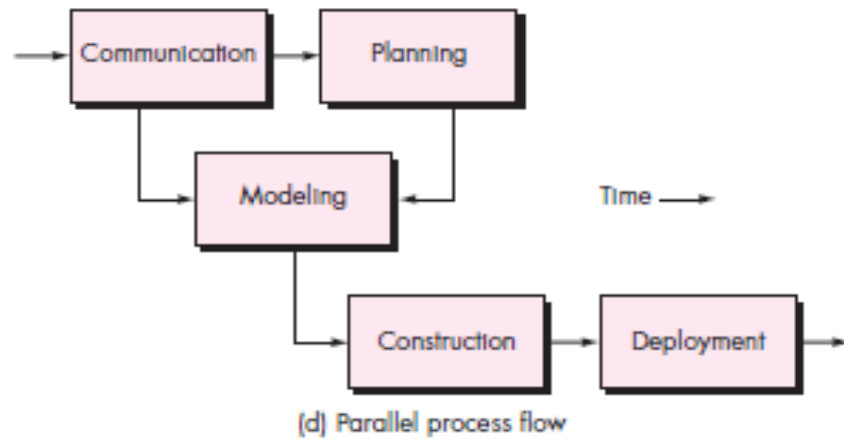 Communication
Planning
Modeling
Time
Construction
Deployment
(d) Parallel process flow